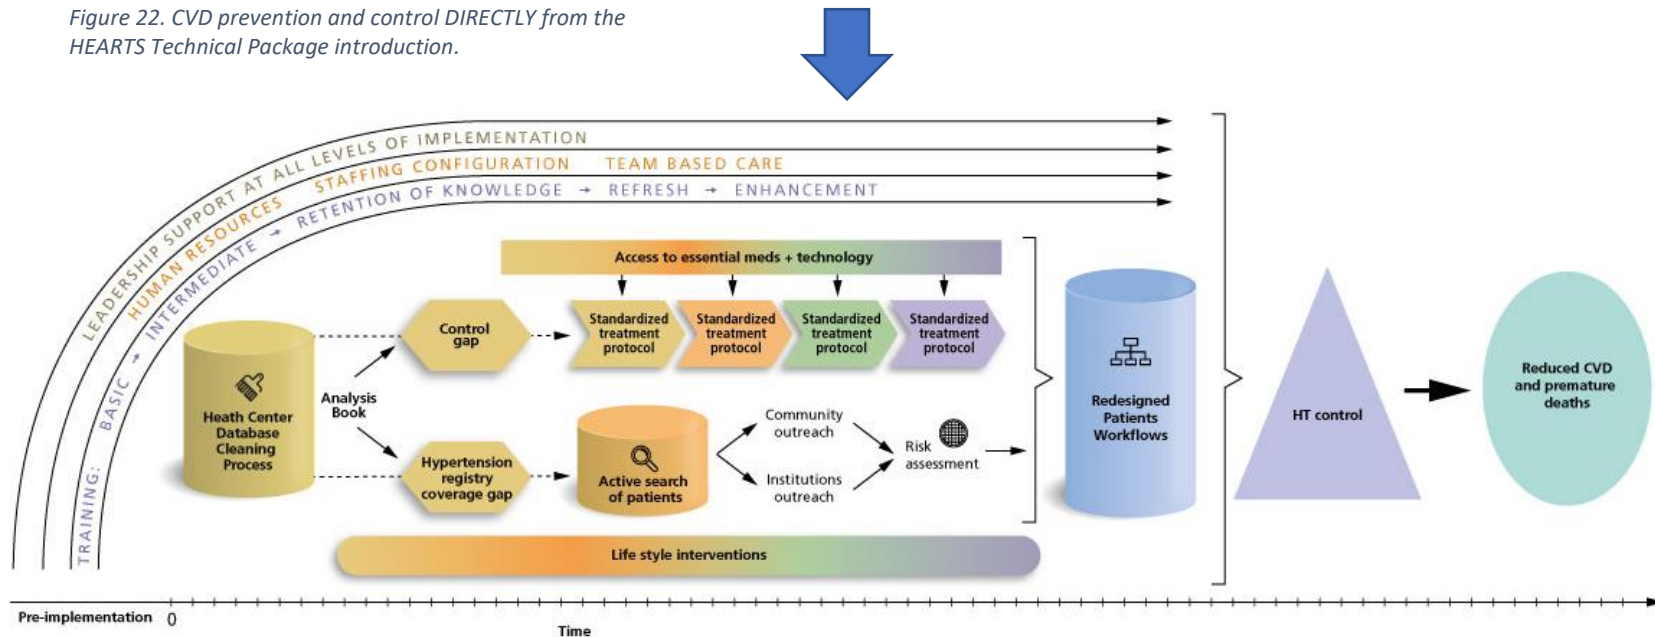 Figure 22. CVD prevention and control DIRECTLY from the
HEARTS Technical Package introduction.
LEADERSHIP SUPPORT AT ALL LEVELS OF IMPLEMENTATION
HUMAN RESOURCES STAFFING CONFIGURATION TEAM BASED CARE
TRAINING: BASIC → INTERMEDIATE → RETENTION OF KNOWLEDGE → REFRESH → ENHANCEMENT
Access to essential meds + technology
Heath Center
Database
Cleaning
Process
Analysis
Book
Control
gap
Standardized
treatment
protocol
Standardized
treatment
protocol
Standardized
treatment
protocol
Standardized
treatment
protocol
Hypertension
registry
coverage gap
Active search
of patients
Community
outreach
Institutions
outreach
Risk
assessment
Redesigned
Patients
Workflows
HT control
Reduced CVD
and premature
deaths
Life style interventions
Pre-implementation 0
Time